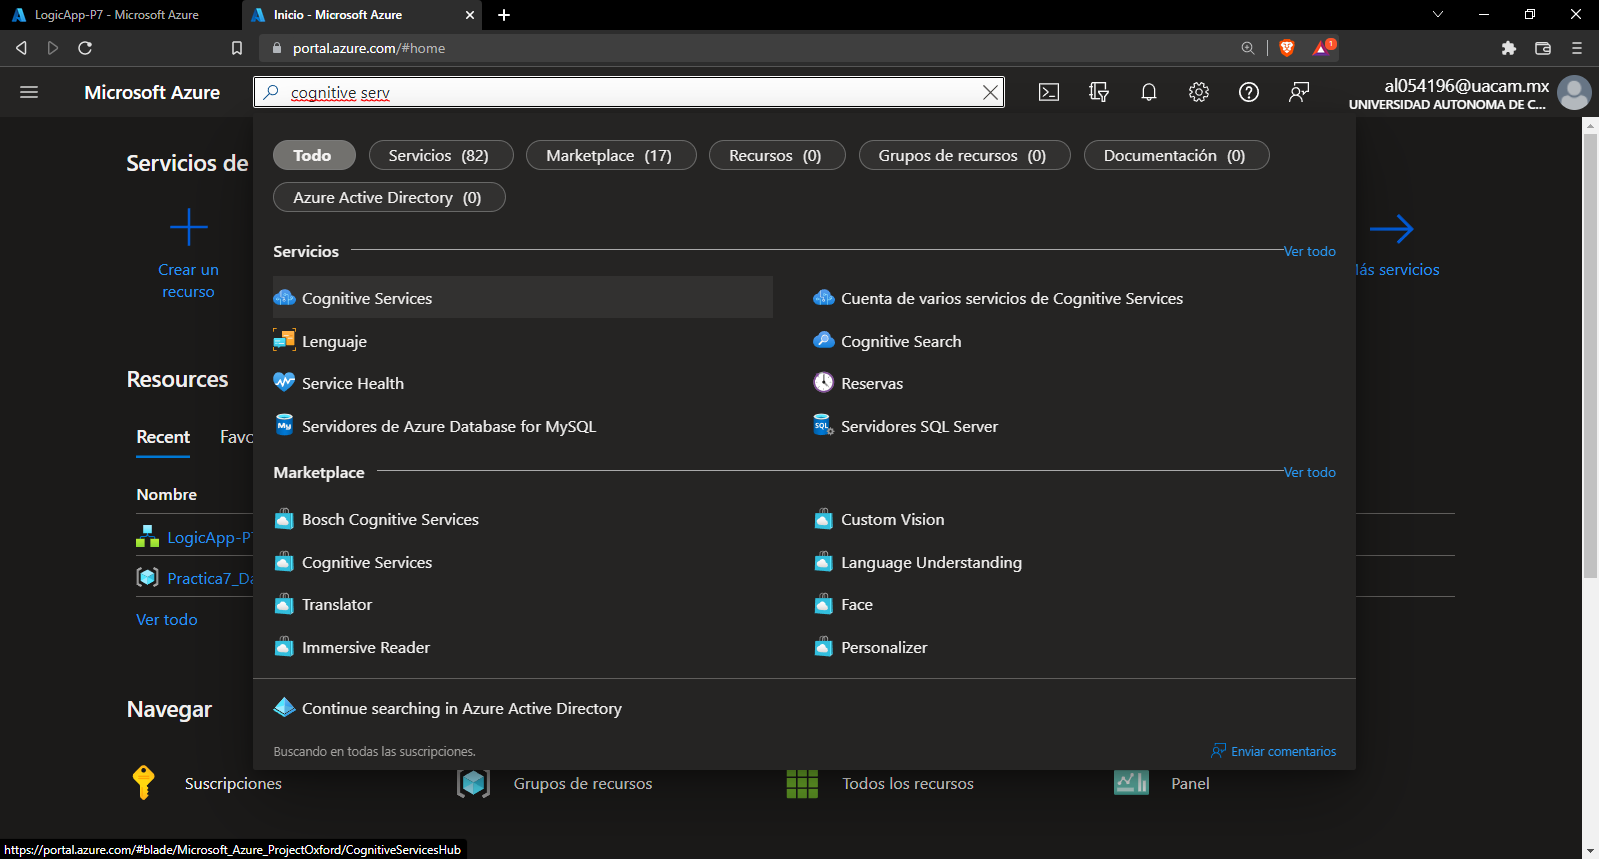 LogicApp-P7 - Microsoft Azure
Inicio - Microsoft Azure
portal.azure.com/#home
1
Microsoft Azure
cognitive serv
al054196@uacam.mx
UNIVERSIDAD AUTONOMA DE C...
Servicios de
Crear un
recurso
ás servicios
Todo
Servicios (82)
Marketplace (17)
Recursos (0)
Grupos de recursos (0)
Documentación (0)
Azure Active Directory (0)
Servicios
Ver todo
Cognitive Services
Cuenta de varios servicios de Cognitive Services
Lenguaje
Cognitive Search
Service Health
Reservas
Servidores de Azure Database for MySQL
Servidores SQL Server
Marketplace
Ver todo
Bosch Cognitive Services
Custom Vision
Cognitive Services
Language Understanding
Translator
Face
Immersive Reader
Personalizer
Continue searching in Azure Active Directory
Buscando en todas las suscripciones.
Enviar comentarios
Resources
Recent
Favo
Nombre
LogicApp-P7
Practica7_Da
Ver todo
Navegar
Suscripciones
Grupos de recursos
Todos los recursos
Panel
https://portal.azure.com/#blade/Microsoft_Azure_ProjectOxford/CognitiveServicesHub